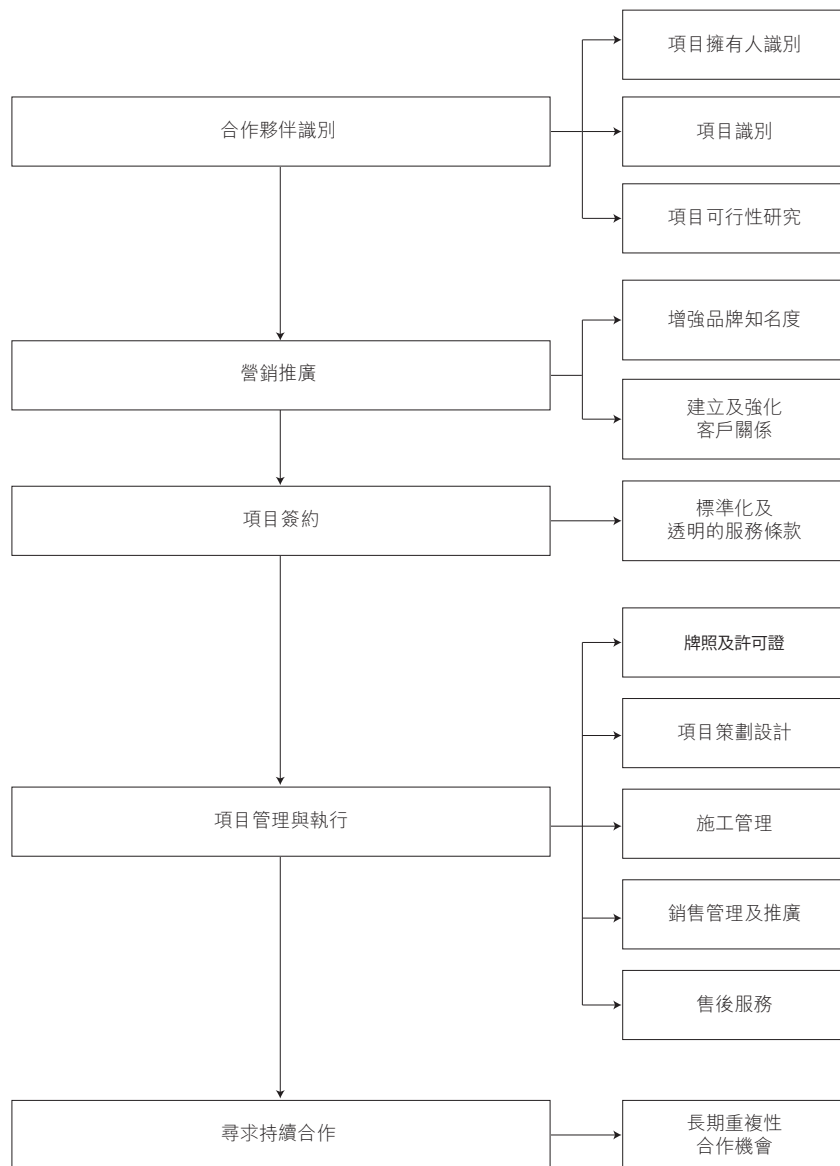 項目擁有人識別
合作夥伴識別
項目識別
項目可行性研究
增強品牌知名度
營銷推廣
建立及強化
客戶關係
項目簽約
標準化及
透明的服務條款
牌照及許可證
項目策劃設計
項目管理與執行
施工管理
銷售管理及推廣
售後服務
尋求持續合作
長期重複性
合作機會